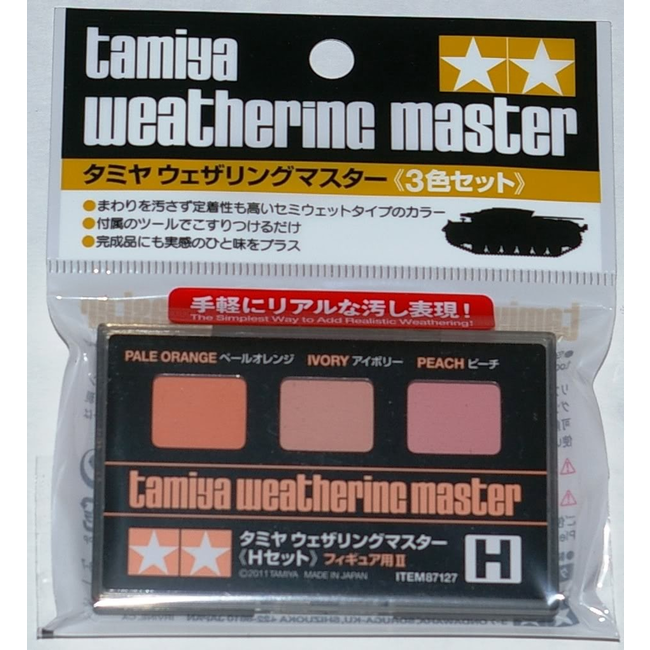 tamiya
weathering master
タミヤ ウェザリングマスター《3色セット》
●まわりを汚さず定着性も高いセミウェットタイプのカラー
●付属のツールでこすりつけるだけ
●完成品にも実感のひと味をプラス
手軽にリアルな汚し表現!
The Simplest Way to Add Realistic Weathering!
PALE ORANGE ペールオレンジ IVORY アイボリー PEACH ピーチ
tamiya weathering master
タミヤ ウェザリングマスター
《Hセット》フィギュア用II
H
©2011 TAMIYA MADE IN JAPAN ITEM87127